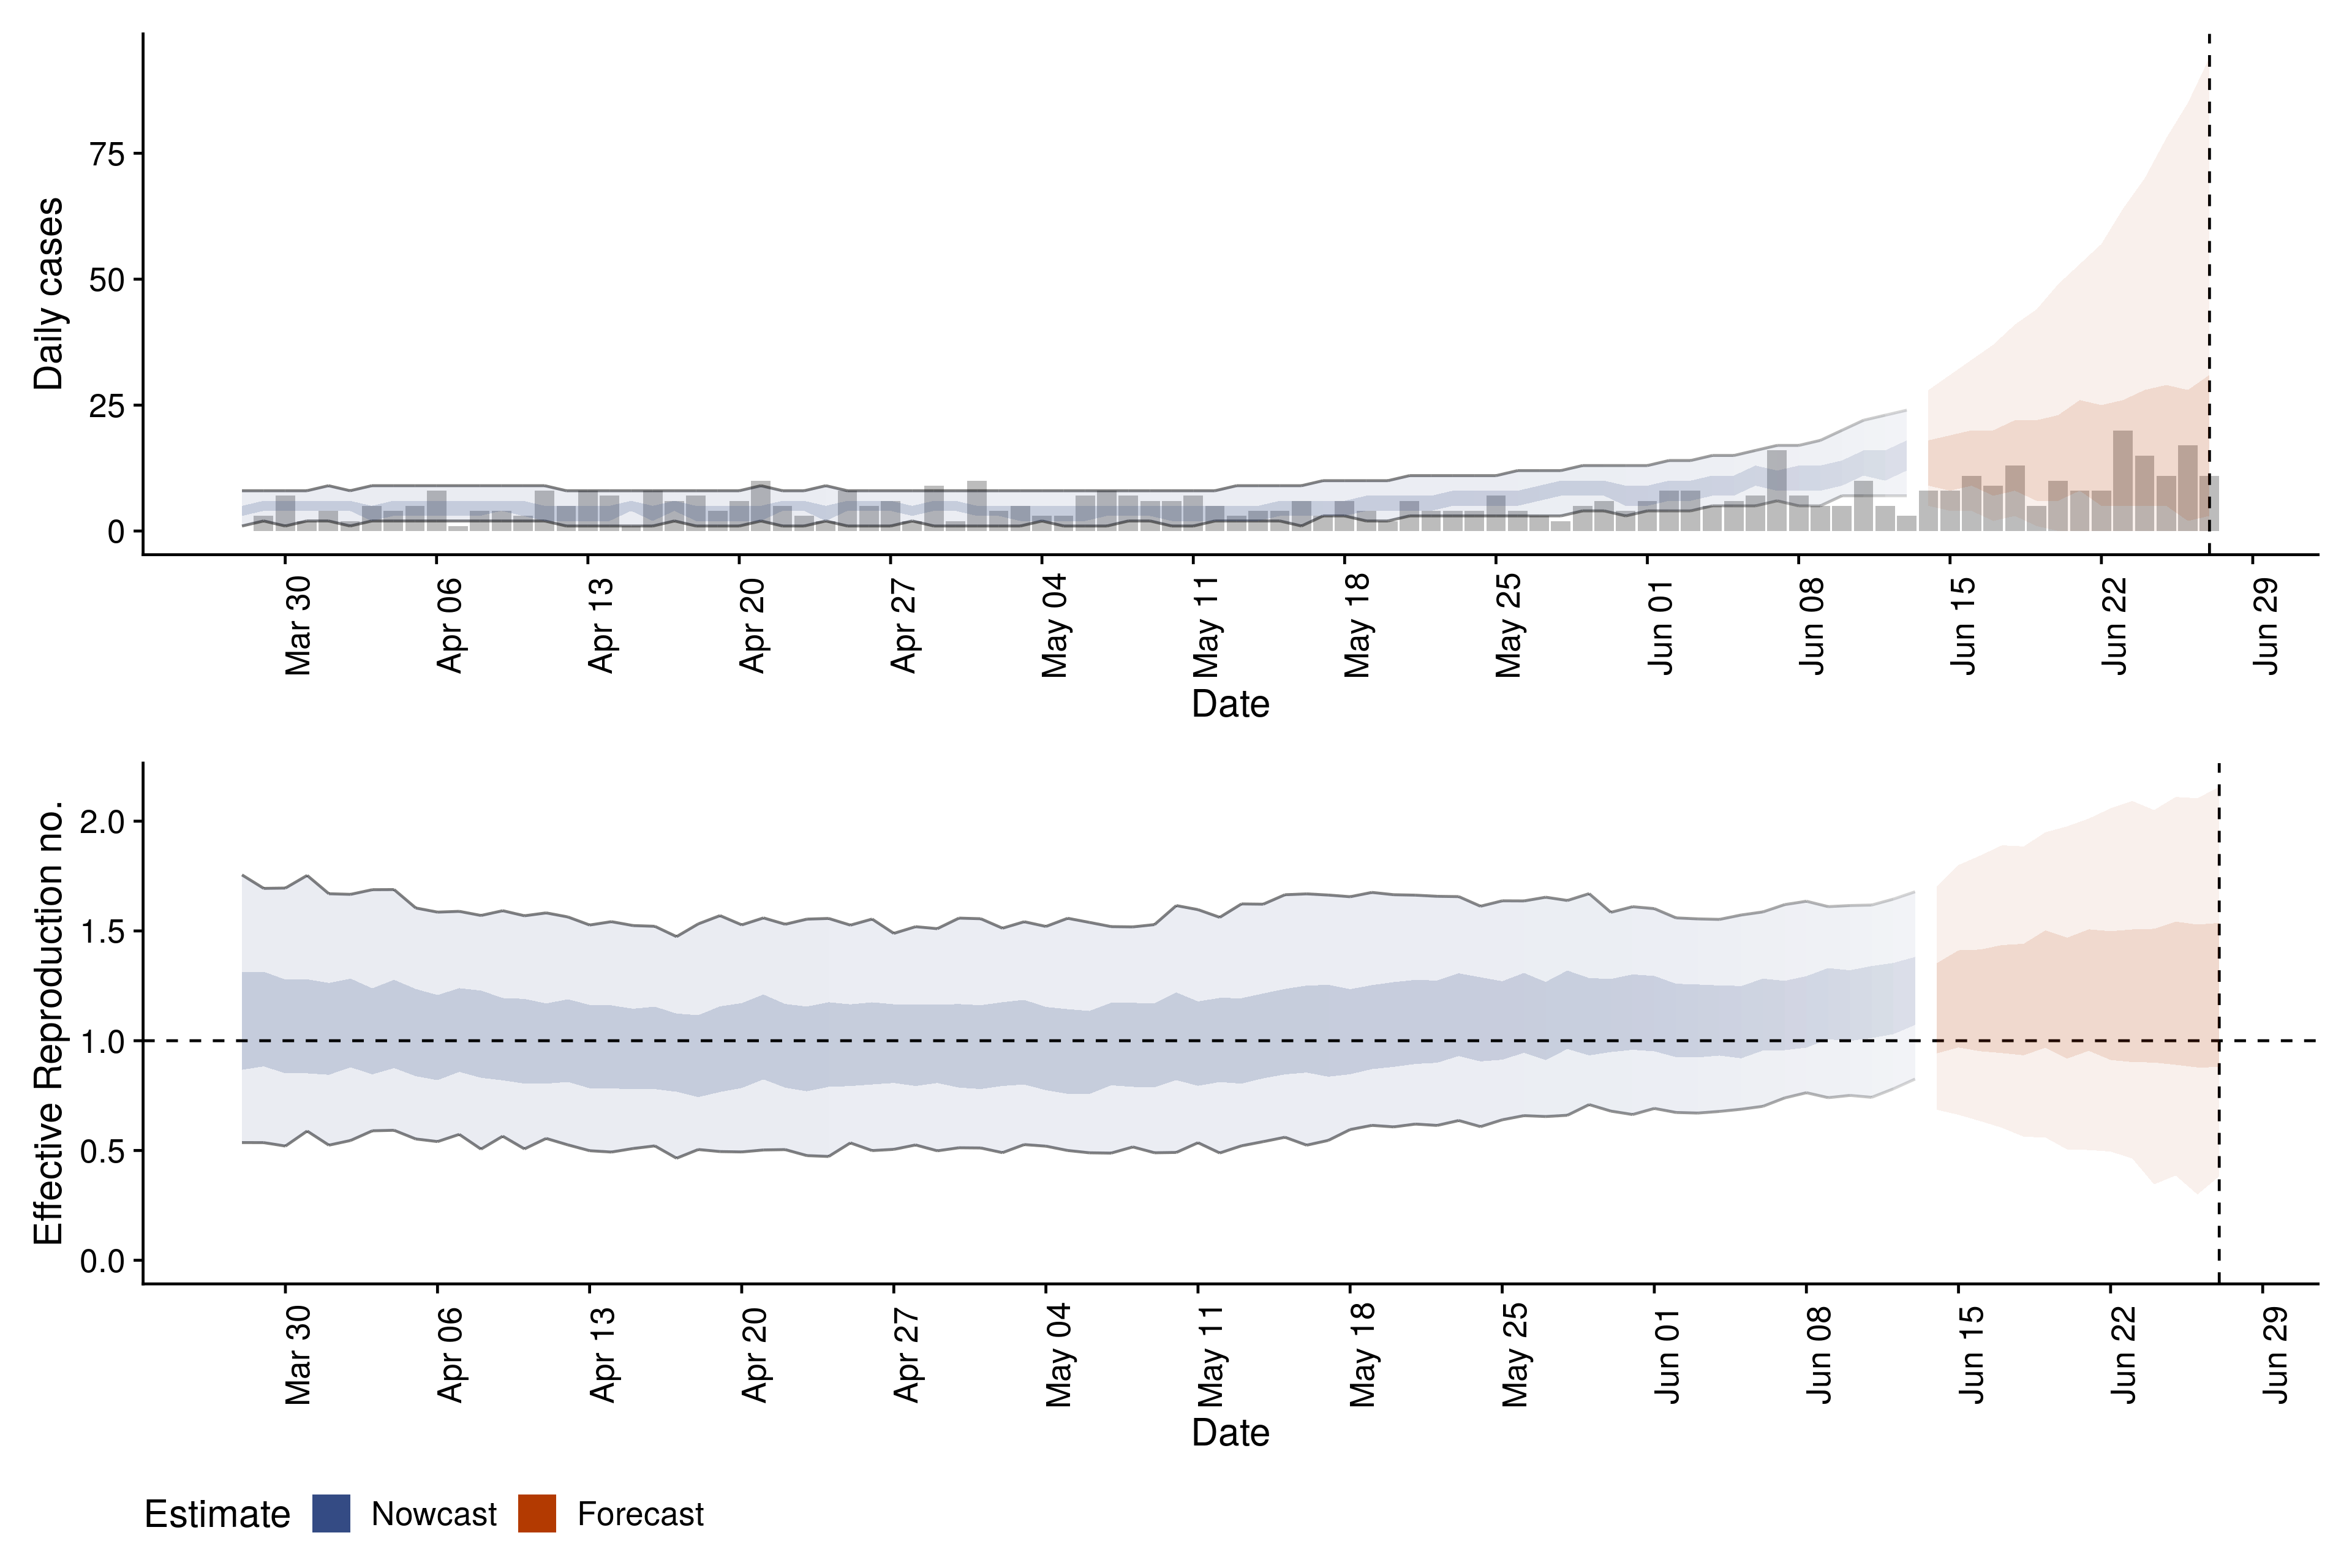 Daily cases
75
50
25
0
Mar 30
Apr 06
Apr 13
Apr 20
Apr 27
May 04
May 11
May 18
May 25
Jun 01
Jun 08
Jun 15
Jun 22
Jun 29
Date
Effective Reproduction no.
2.0
1.5
1.0
0.5
0.0
Mar 30
Apr 06
Apr 13
Apr 20
Apr 27
May 04
May 11
May 18
May 25
Jun 01
Jun 08
Jun 15
Jun 22
Jun 29
Date
Estimate Nowcast Forecast